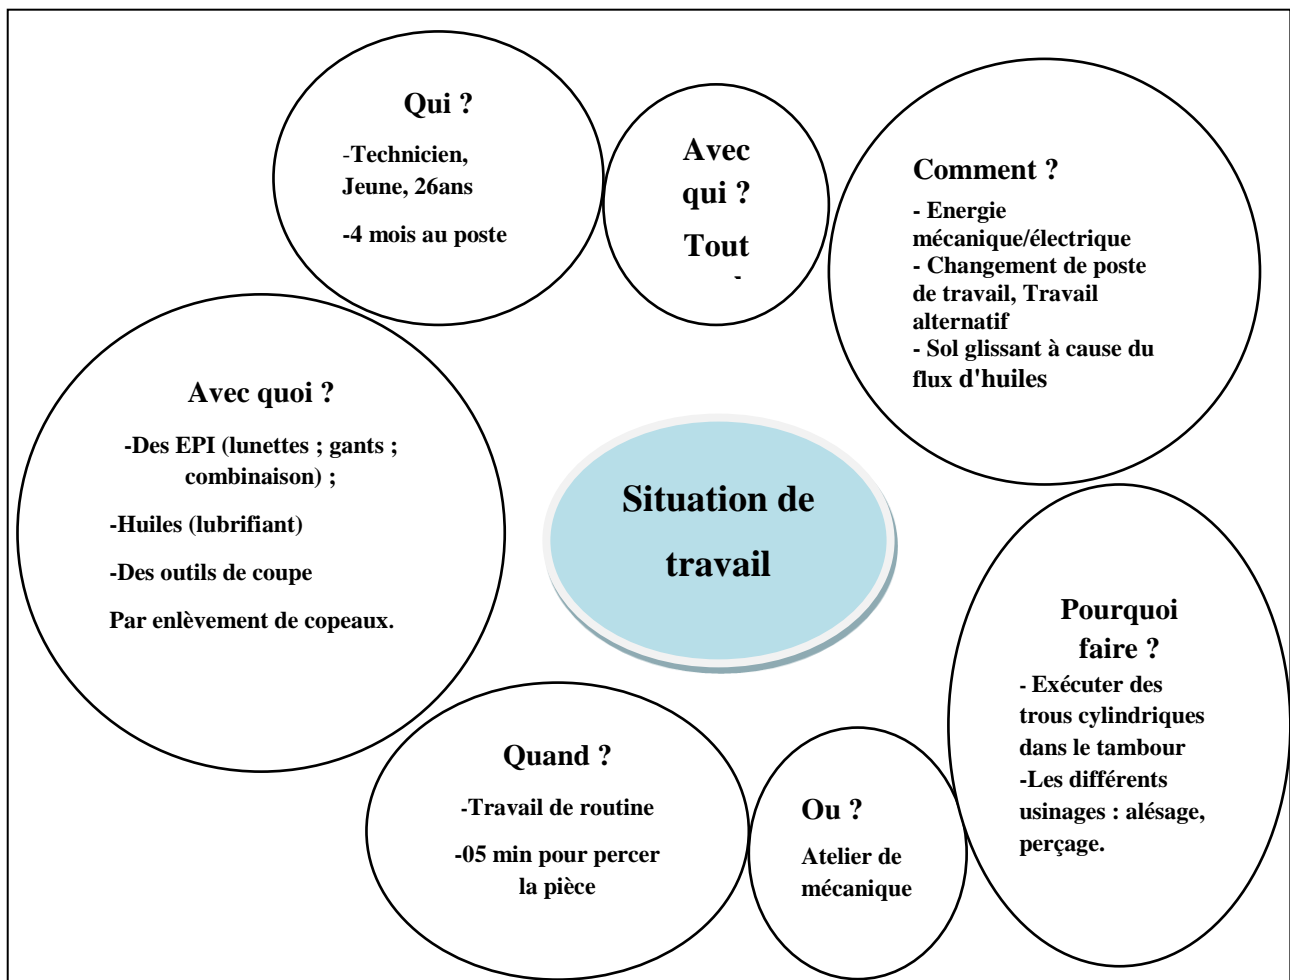 Qui ?
-Technicien,
Jeune, 26ans
-4 mois au poste
Avec
qui ?
Tout
Comment ?
- Energie
mécanique/électrique
- Changement de poste
de travail, Travail
alternatif
- Sol glissant à cause du
flux d'huiles
Avec quoi ?
-Des EPI (lunettes ; gants ;
combinaison) ;
-Huiles (lubrifiant)
-Des outils de coupe
Par enlèvement de copeaux.
Situation de
travail
Pourquoi
faire ?
- Exécuter des
trous cylindriques
dans le tambour
-Les différents
usinages : alésage,
perçage.
Quand ?
-Travail de routine
-05 min pour percer
la pièce
Ou ?
Atelier de
mécanique